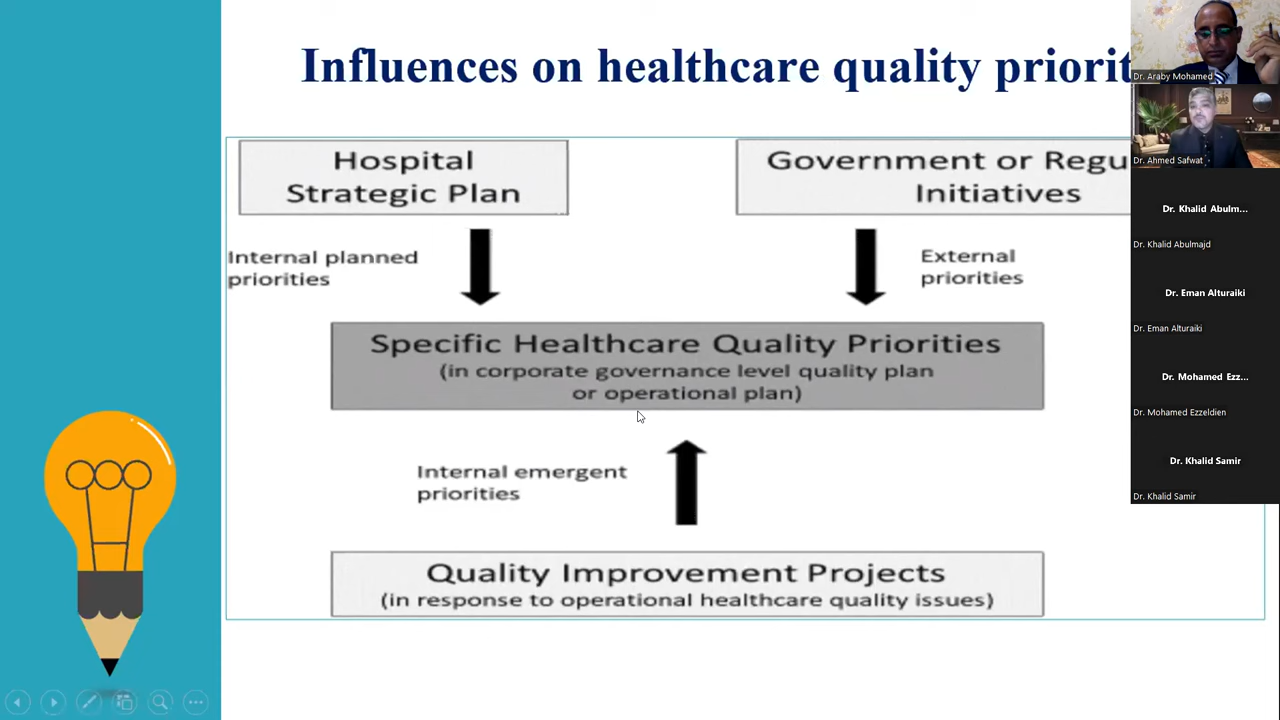 Influences on healthcare quality priorit
Hospital
Strategic Plan
Government or Regu
Initiatives
Internal planned
priorities
External
priorities
Specific Healthcare Quality Priorities
(in corporate governance level quality plan
or operational plan)
Internal emergent
priorities
Quality Improvement Projects
(in response to operational healthcare quality issues)
Dr. Araby Mohamed
Dr. Ahmed Safwat
Dr. Khalid Abulm...
Dr. Khalid Abulmajd
Dr. Eman Alturaiki
Dr. Eman Alturaiki
Dr. Mohamed Ezz...
Dr. Mohamed Ezzeldien
Dr. Khalid Samir
Dr. Khalid Samir